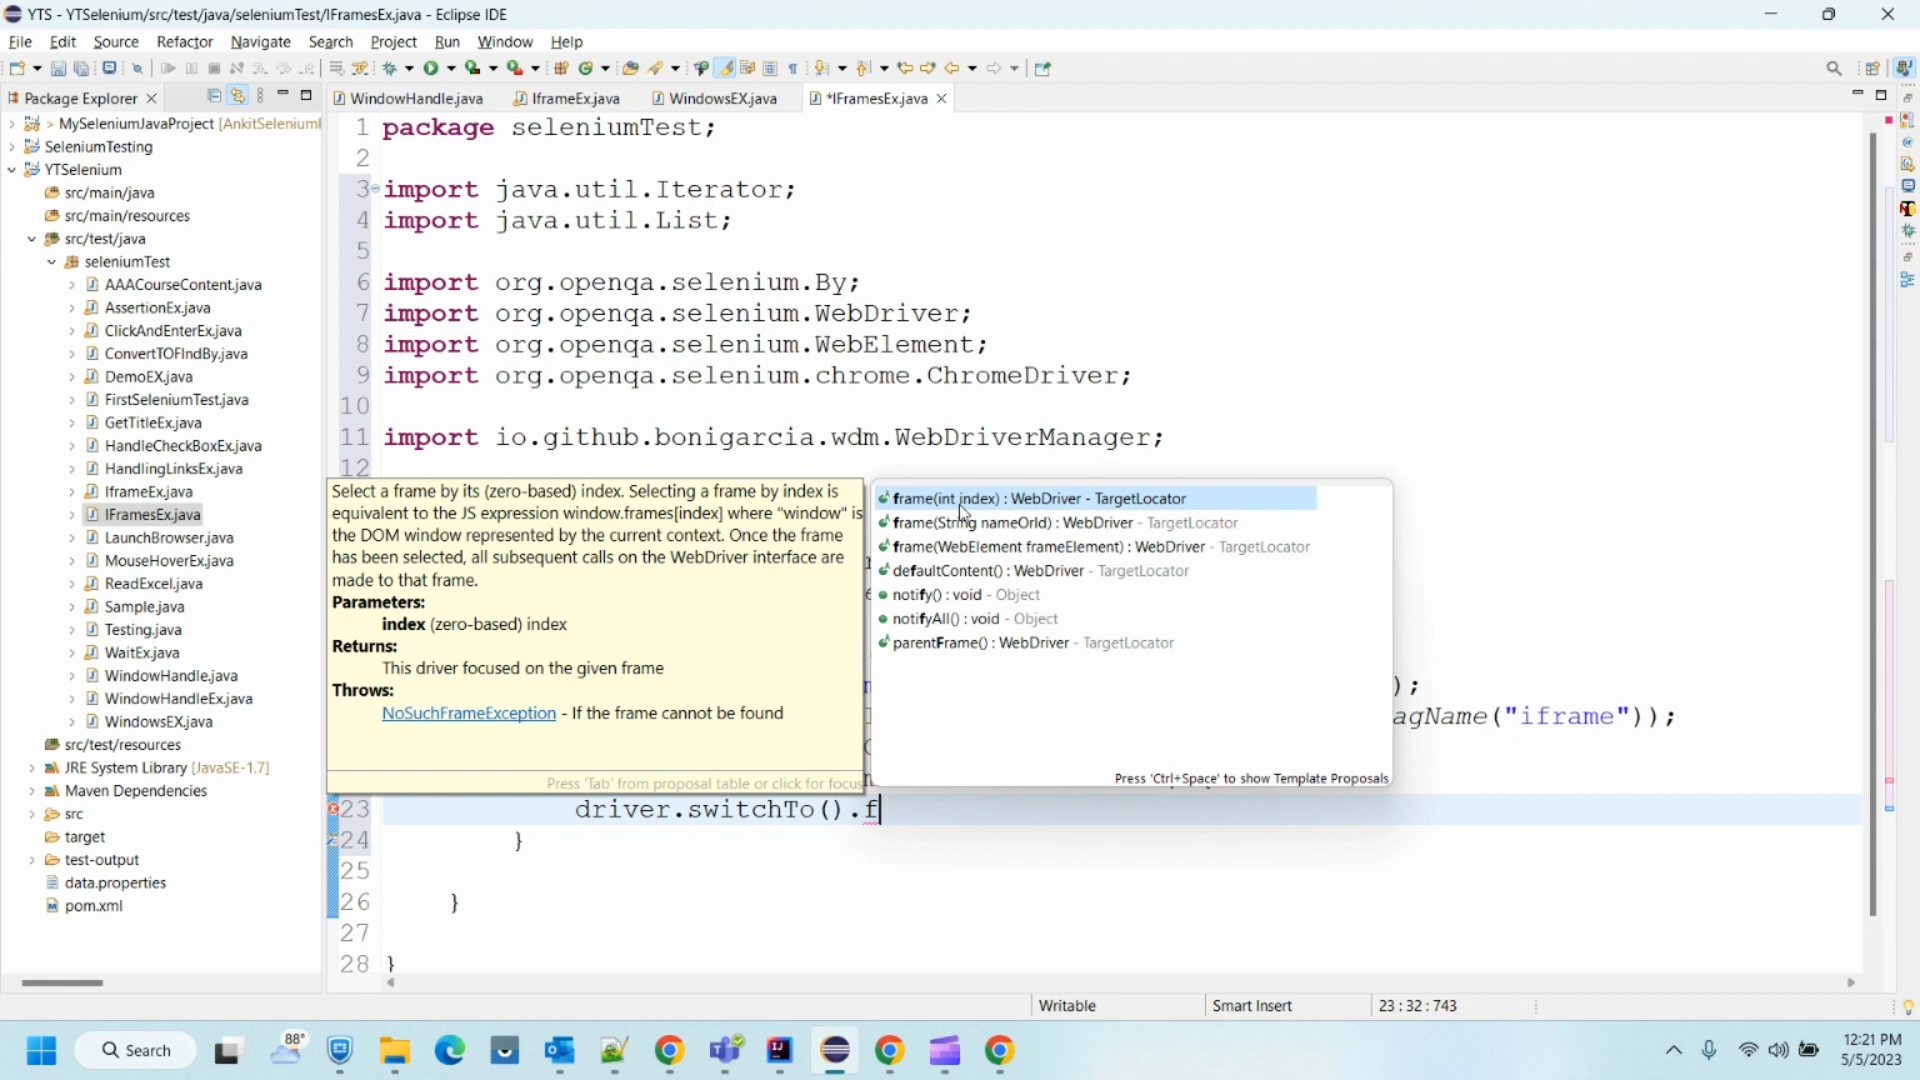 YTS - YTSelenium/src/test/java/seleniumTest/IFramesEx.java - Eclipse IDE
File Edit Source Refactor Navigate Search Project Run Window Help
Package Explorer
WindowHandle.java IframeEx.java WindowsEX.java *IFramesEx.java
> MySeleniumJavaProject [AnkitSeleniumI
SeleniumTesting
YTSelenium
src/main/java
src/main/resources
src/test/java
seleniumTest
AAACourseContent.java
AssertionEx.java
ClickAndEnterEx.java
ConvertTOFIndBy.java
DemoEX.java
FirstSeleniumTest.java
GetTitleEx.java
HandleCheckBoxEx.java
HandlingLinksEx.java
IframeEx.java
IFramesEx.java
LaunchBrowser.java
MouseHoverEx.java
ReadExcel.java
Sample.java
Testing.java
WaitEx.java
WindowHandle.java
WindowHandleEx.java
WindowsEX.java
src/test/resources
JRE System Library [JavaSE-1.7]
Maven Dependencies
src
target
test-output
data.properties
pom.xml
1 package seleniumTest;
2
3 import java.util.Iterator;
4 import java.util.List;
5
6 import org.openqa.selenium.By;
7 import org.openqa.selenium.WebDriver;
8 import org.openqa.selenium.WebElement;
9 import org.openqa.selenium.chrome.ChromeDriver;
10
11 import io.github.bonigarcia.wdm.WebDriverManager;
12
Select a frame by its (zero-based) index. Selecting a frame by index is
equivalent to the JS expression window.frames[index] where "window" is
the DOM window represented by the current context. Once the frame
has been selected, all subsequent calls on the WebDriver interface are
made to that frame.
Parameters:
index (zero-based) index
Returns:
This driver focused on the given frame
Throws:
NoSuchFrameException - If the frame cannot be found
Press 'Tab' from proposal table or click for focus
frame(int index) : WebDriver - TargetLocator
frame(String nameOrId) : WebDriver - TargetLocator
frame(WebElement frameElement) : WebDriver - TargetLocator
defaultContent() : WebDriver - TargetLocator
notify() : void - Object
notifyAll() : void - Object
parentFrame() : WebDriver - TargetLocator
Press 'Ctrl+Space' to show Template Proposals
);
agName("iframe"));
23 driver.switchTo().f
24 }
25
26 }
27
28 }
Writable Smart Insert 23 : 32 : 743
Search
88°
12:21 PM
5/5/2023